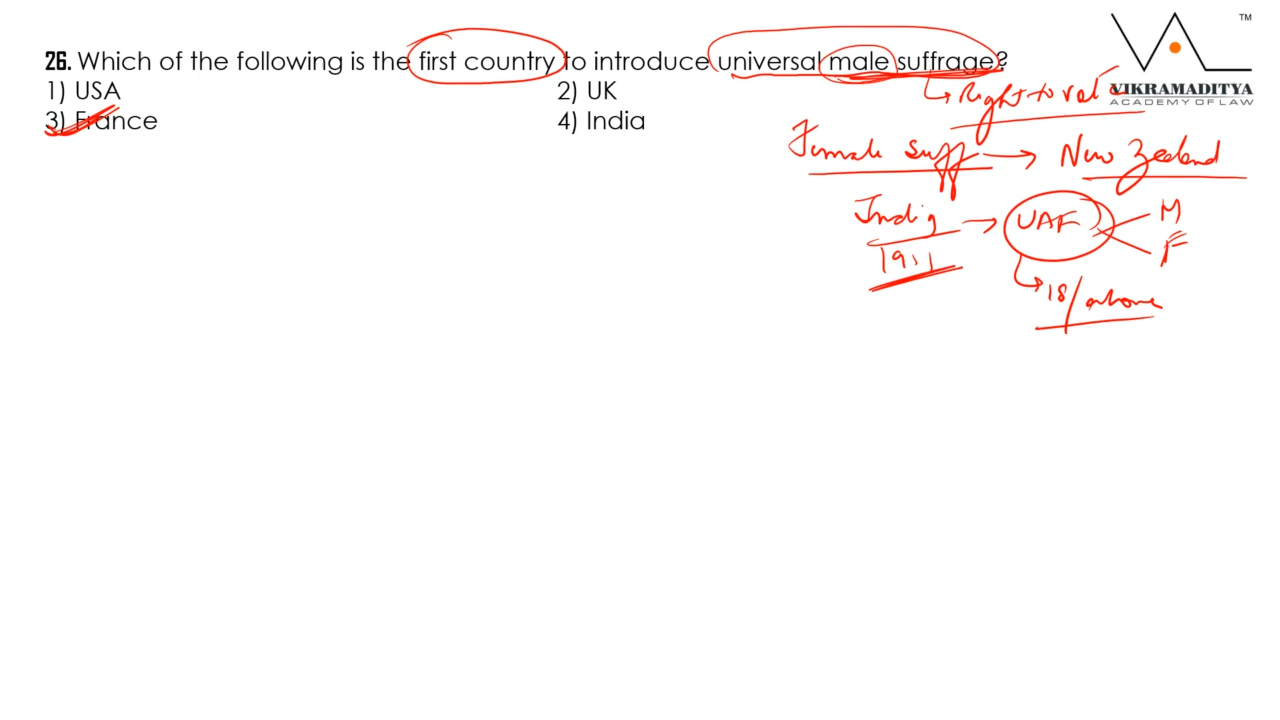 26. Which of the following is the first country to introduce universal male suffrage?
1) USA 2) UK
3) France 4) India
TM
VIKRAMADITYA
ACADEMY OF LAW
Right to vote
Female suff → New Zealand
India → UAF M
F
18/above